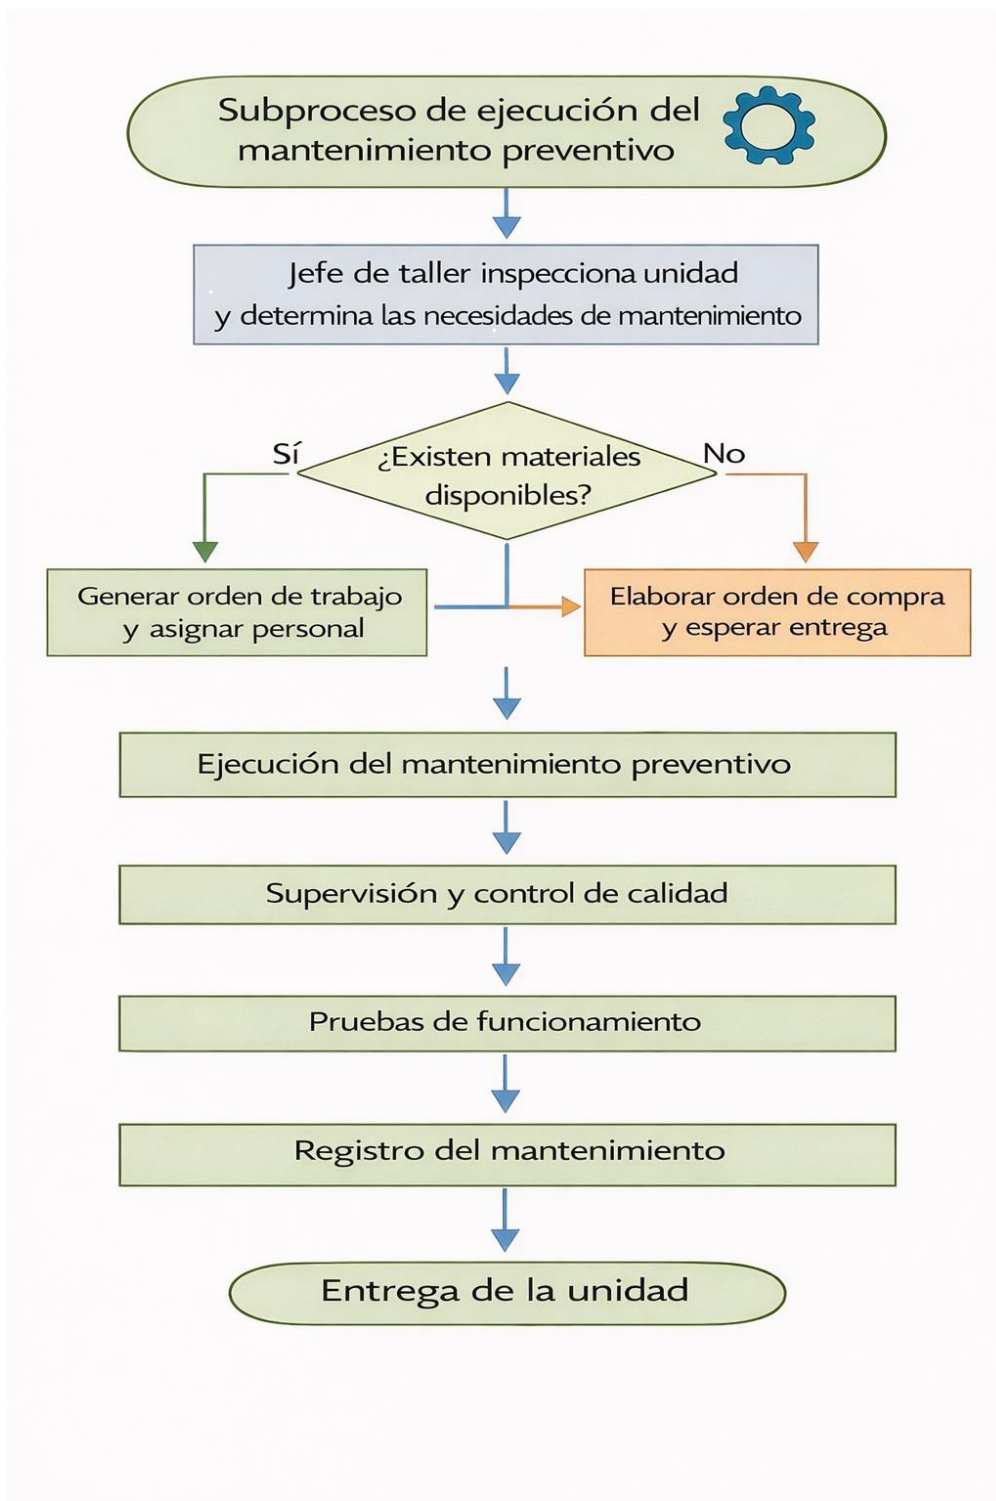 Subproceso de ejecución del
mantenimiento preventivo
Jefe de taller inspecciona unidad
y determina las necesidades de mantenimiento
Sí
¿Existen materiales
disponibles?
No
Generar orden de trabajo
y asignar personal
Elaborar orden de compra
y esperar entrega
Ejecución del mantenimiento preventivo
Supervisión y control de calidad
Pruebas de funcionamiento
Registro del mantenimiento
Entrega de la unidad